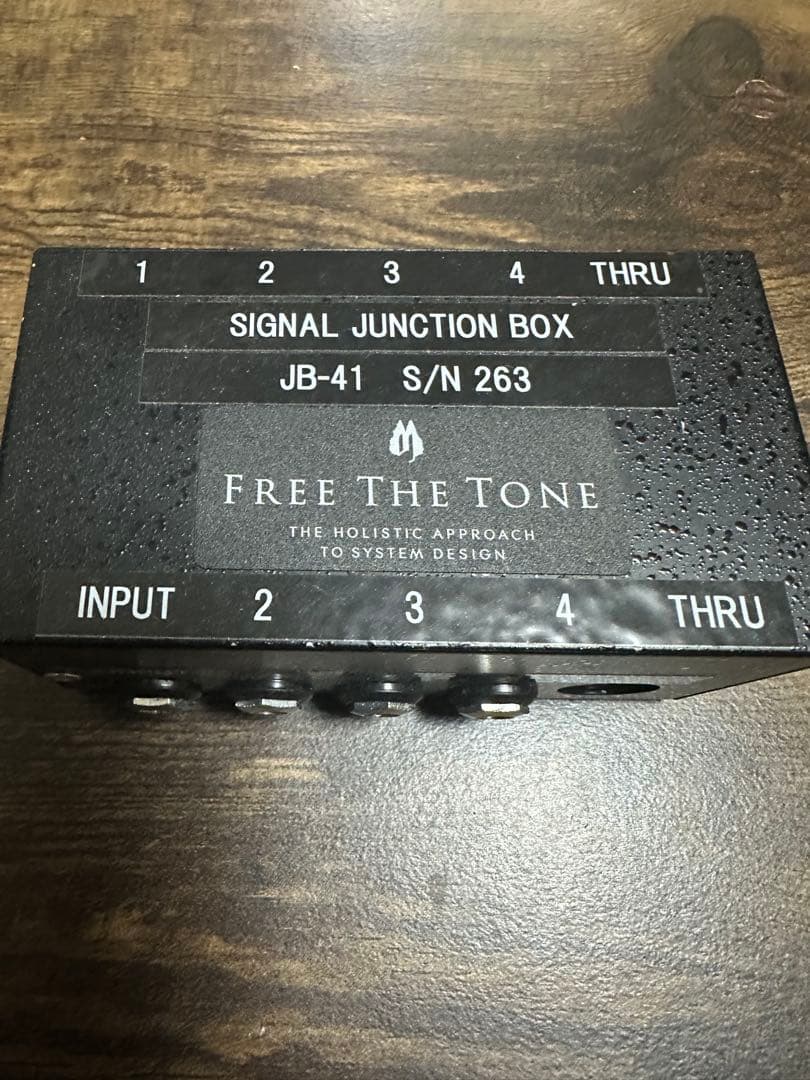 1 2 3 4 THRU
SIGNAL JUNCTION BOX
JB-41 S/N 263
FREE THE TONE
THE HOLISTIC APPROACH
TO SYSTEM DESIGN
INPUT 2 3 4 THRU